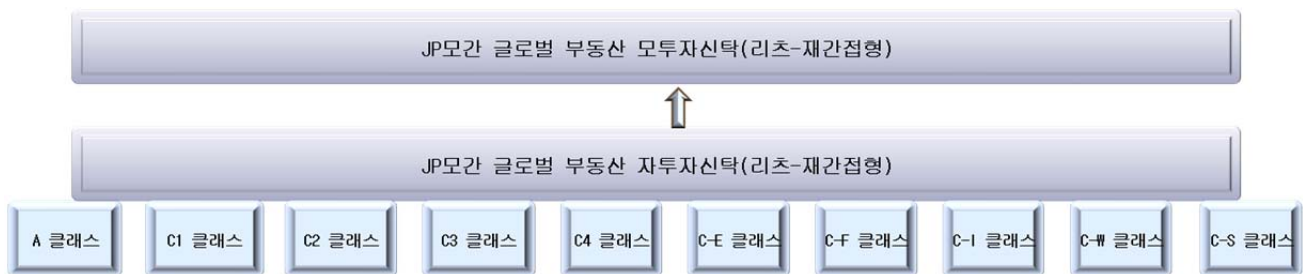 JP모간 글로벌 부동산 모투자신탁(리츠-재간접형)
JP모간 글로벌 부동산 자투자신탁(리츠-재간접형)
A 클래스 C1 클래스 C2 클래스 C3 클래스 C4 클래스 C-E 클래스 C-F 클래스 C-I 클래스 C-W 클래스 C-S 클래스